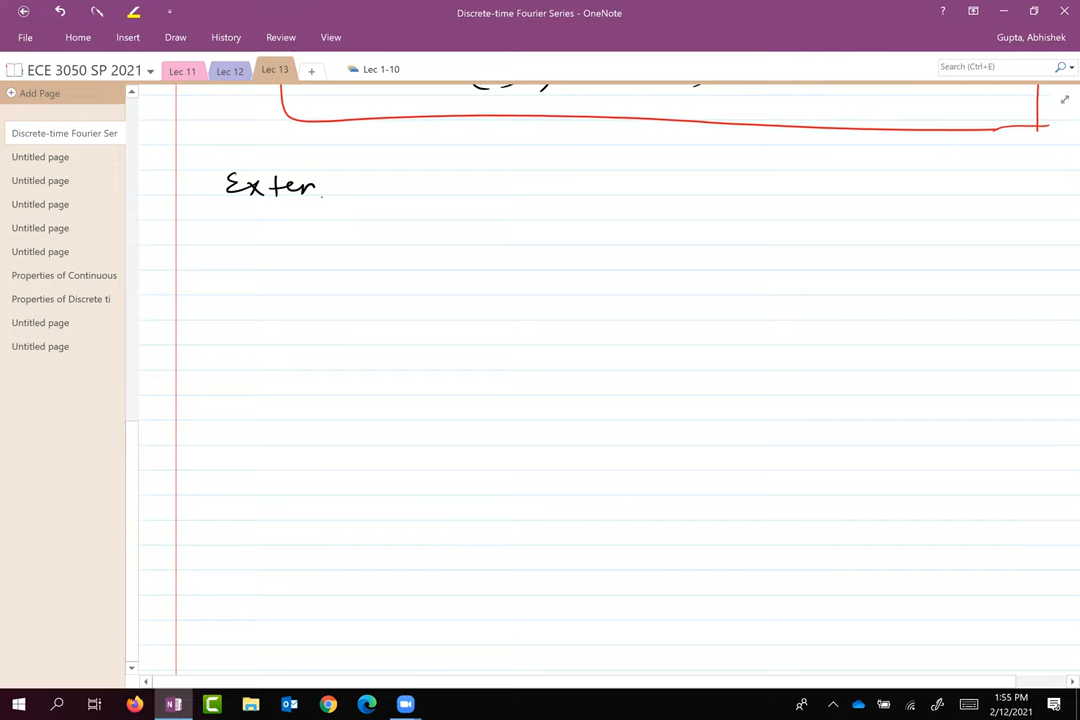 Discrete-time Fourier Series - OneNote
File Home Insert Draw History Review View
Gupta, Abhishek
ECE 3050 SP 2021
Lec 11
Lec 12
Lec 13
Lec 1-10
Search (Ctrl+E)
Add Page
Discrete-time Fourier Ser
Untitled page
Untitled page
Untitled page
Untitled page
Untitled page
Properties of Continuous
Properties of Discrete ti
Untitled page
Untitled page
Exter
1:55 PM
2/12/2021